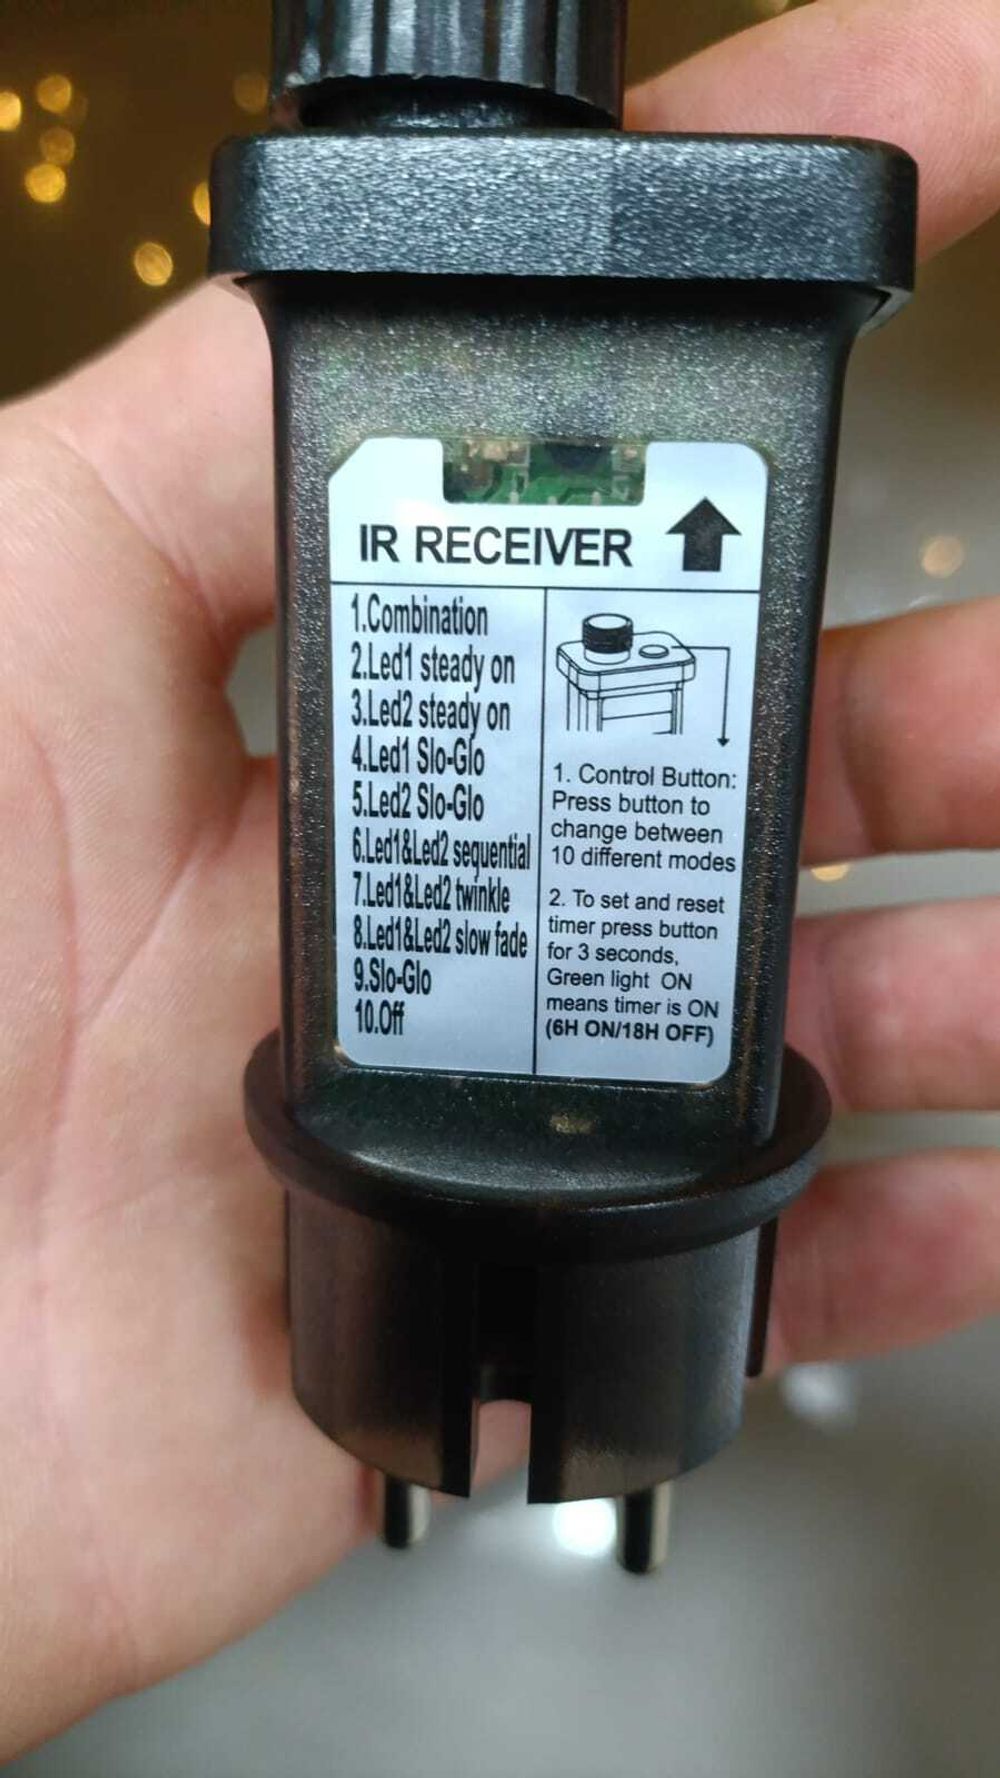 IR RECEIVER
1.Combination
2.Led1 steady on
3.Led2 steady on
4.Led1 Slo-Glo
5.Led2 Slo-Glo
6.Led1&Led2 sequential
7.Led1&Led2 twinkle
8.Led1&Led2 slow fade
9.Slo-Glo
10.Off
1. Control Button:
Press button to
change between
10 different modes
2. To set and reset
timer press button
for 3 seconds,
Green light ON
means timer is ON
(6H ON/18H OFF)